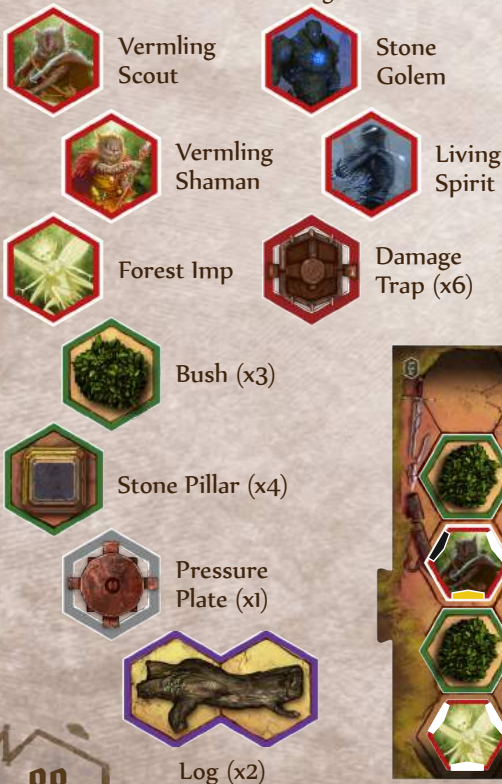 Vermling
Scout
Stone
Golem
Vermling
Shaman
Living
Spirit
Forest Imp
Damage
Trap (x6)
Bush (x3)
Stone Pillar (x4)
Pressure
Plate (x1)
Log (x2)